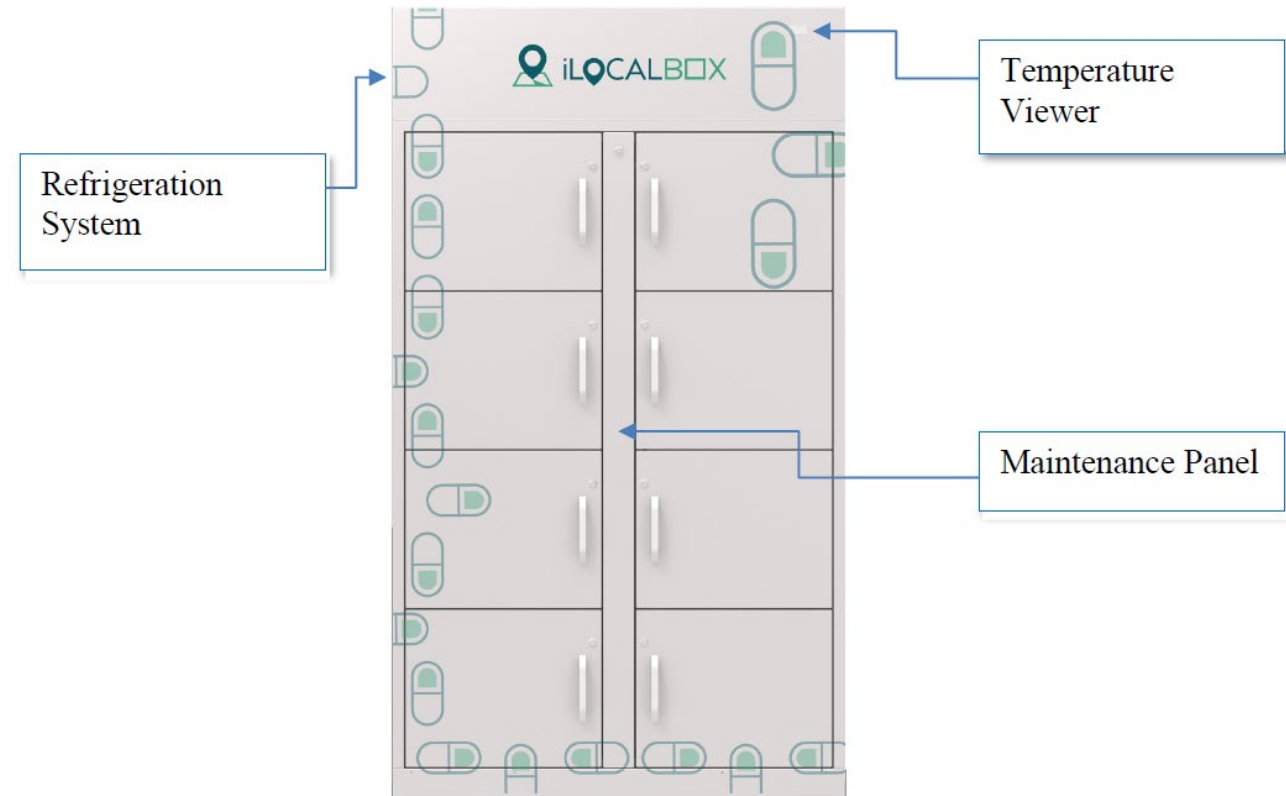 iLOCALBOX
Temperature
Viewer
Refrigeration
System
Maintenance Panel